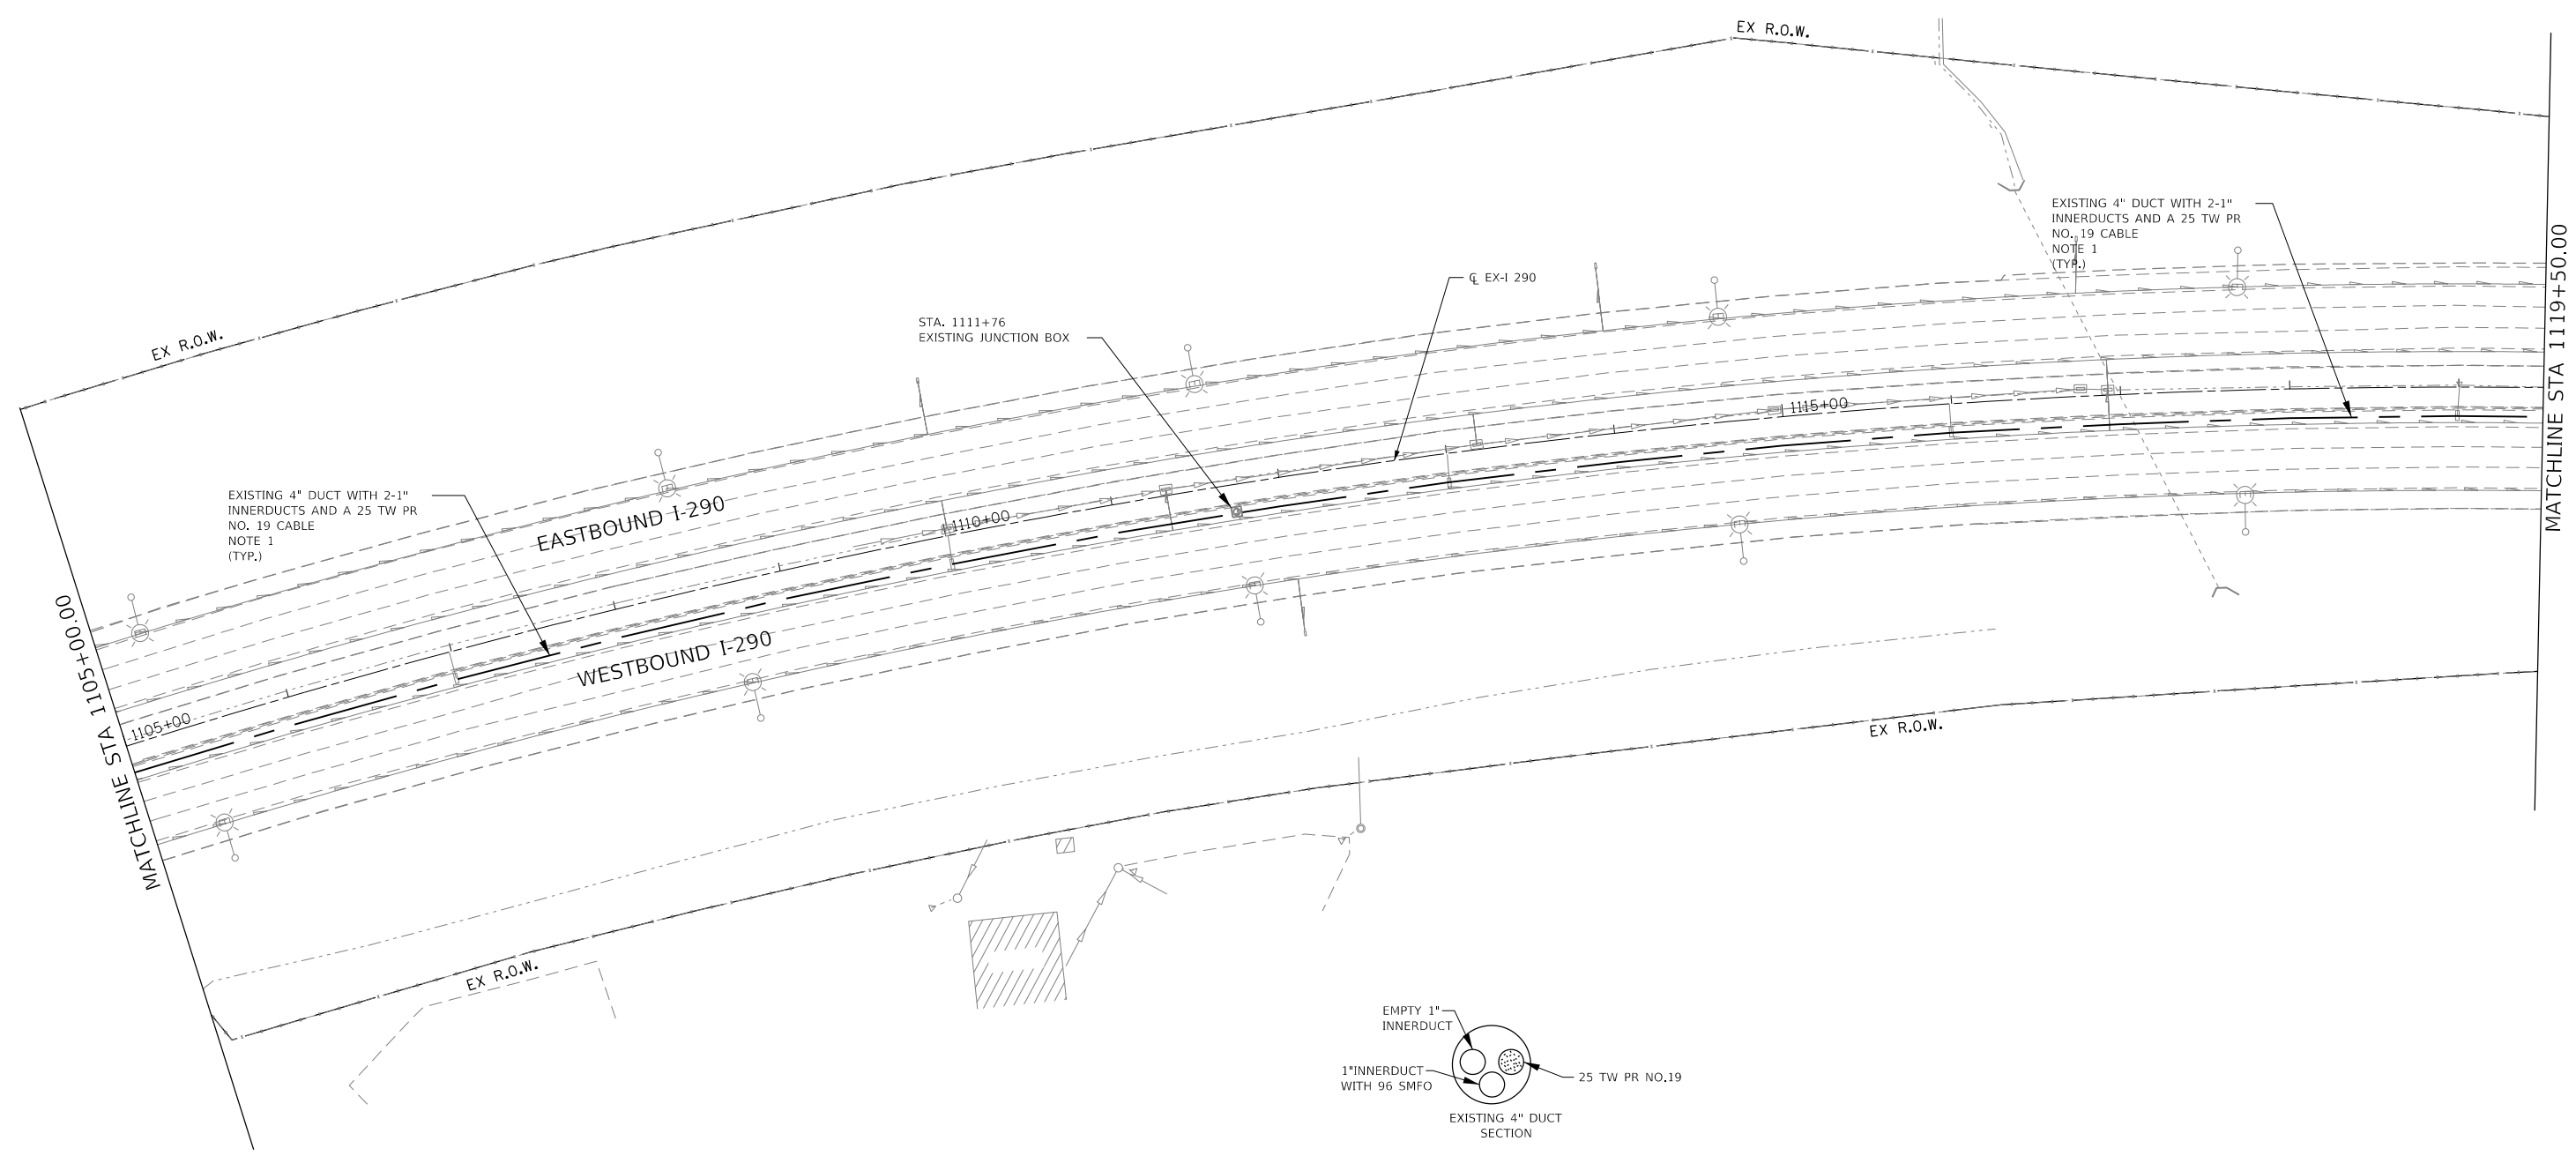 EX R.O.W.
EX R.O.W.
EXISTING 4" DUCT WITH 2-1"
INNERDUCTS AND A 25 TW PR
NO. 19 CABLE
NOTE 1
(TYP.)
℄ EX-I 290
STA. 1111+76
EXISTING JUNCTION BOX
MATCHLINE STA 1119+50.00
1115+00
EXISTING 4" DUCT WITH 2-1"
INNERDUCTS AND A 25 TW PR
NO. 19 CABLE
NOTE 1
(TYP.)
EASTBOUND I-290
1110+00
WESTBOUND I-290
1105+00
MATCHLINE STA 1105+00.00
EX R.O.W.
EX R.O.W.
EMPTY 1"
INNERDUCT
1"INNERDUCT
WITH 96 SMFO
25 TW PR NO.19
EXISTING 4" DUCT
SECTION